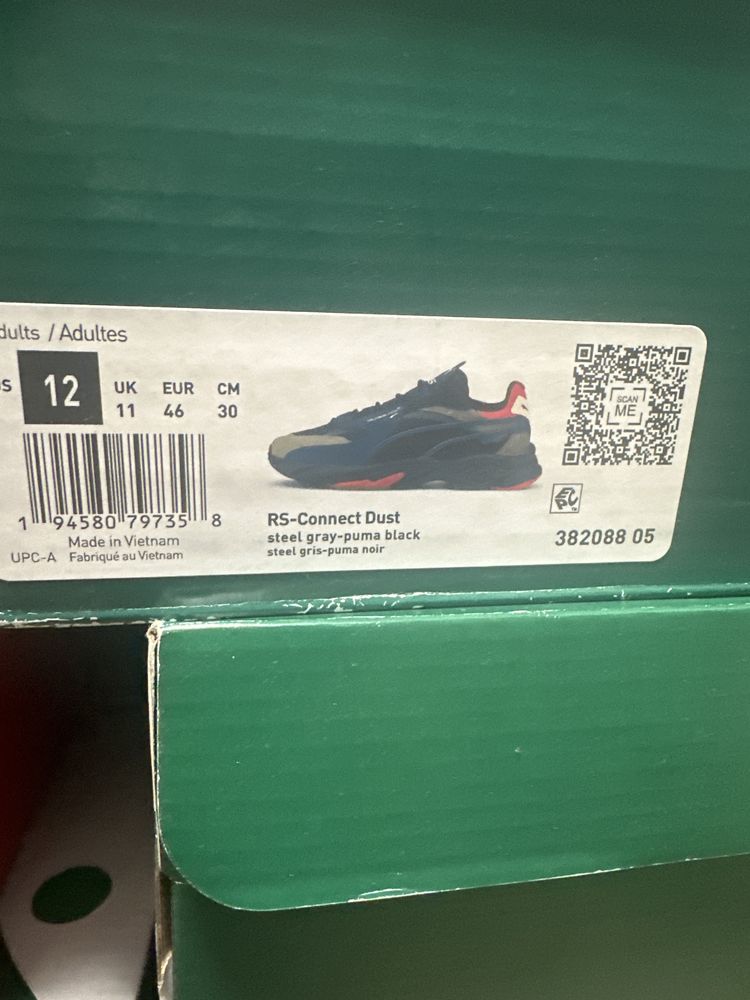 dults / Adultes
S 12 UK EUR CM
11 46 30
1 94580 79735 8
Made in Vietnam
UPC-A Fabriqué au Vietnam
RS-Connect Dust
steel gray-puma black
steel gris-puma noir
SCAN
ME
382088 05